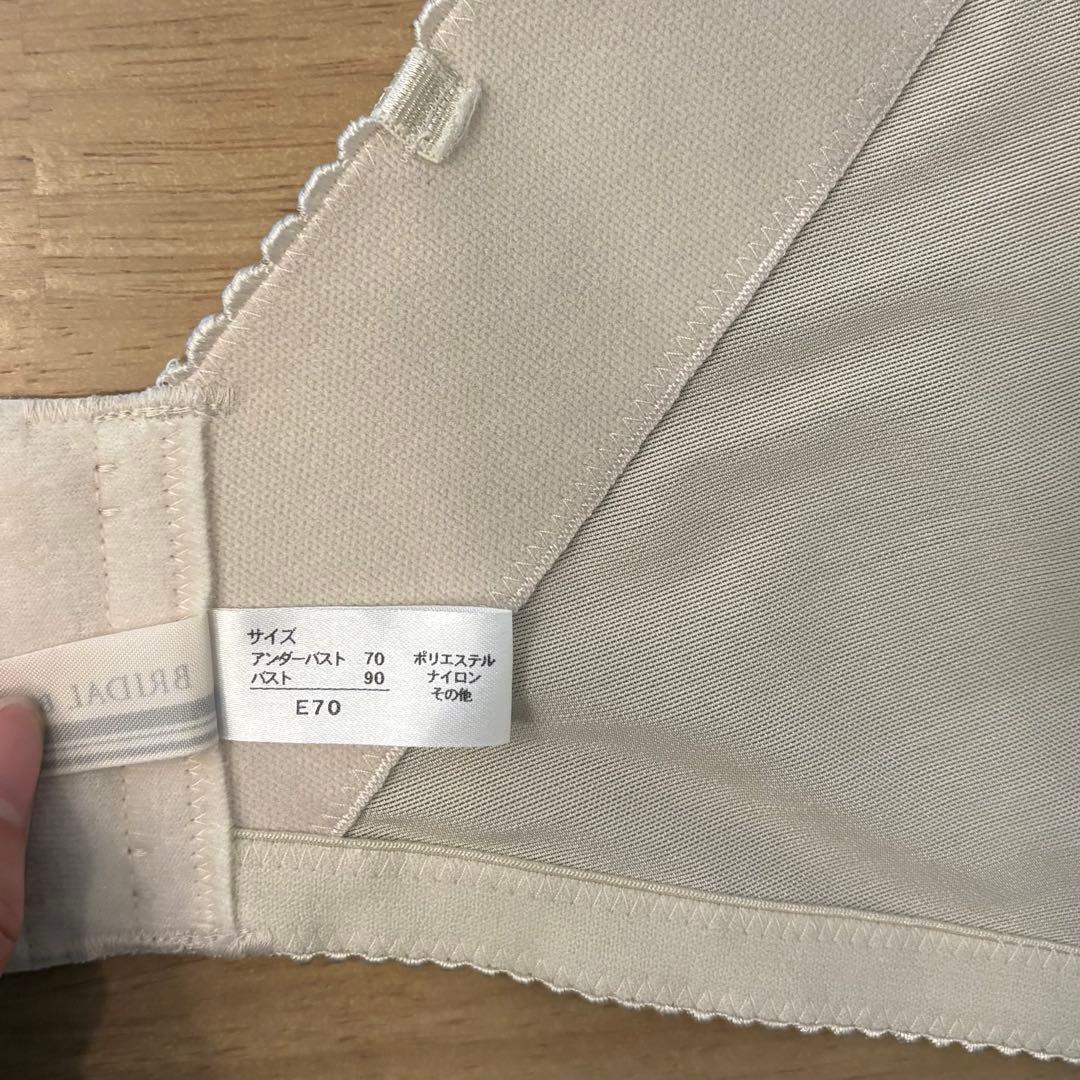 サイズ
アンダーバスト 70
バスト 90
E70
ポリエステル
ナイロン
その他
BRIDAL